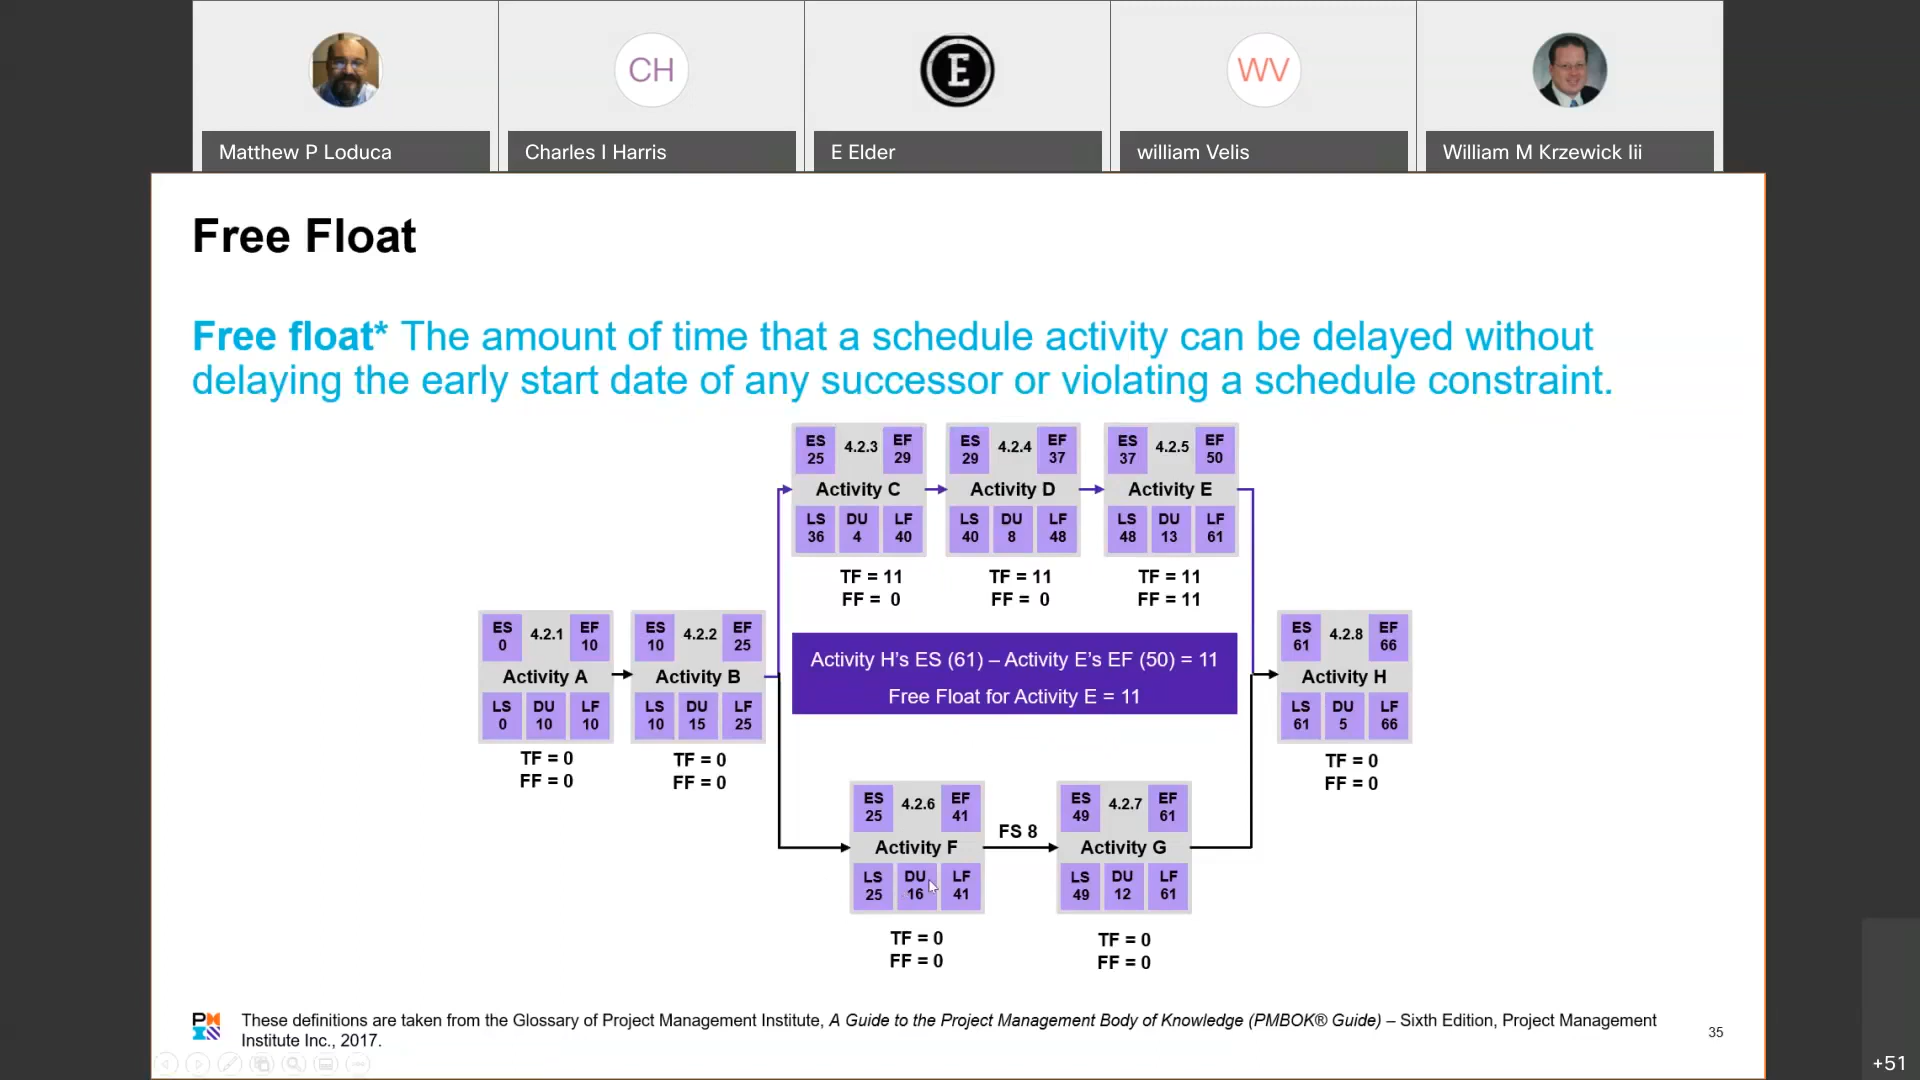 CH
E
WV
Matthew P Loduca
Charles I Harris
E Elder
william Velis
William M Krzewick Iii
Free Float
Free float* The amount of time that a schedule activity can be delayed without
delaying the early start date of any successor or violating a schedule constraint.
ES 25 4.2.3 EF 29
Activity C
LS 36 DU 4 LF 40
TF = 11
FF = 0
ES 29 4.2.4 EF 37
Activity D
LS 40 DU 8 LF 48
TF = 11
FF = 0
ES 37 4.2.5 EF 50
Activity E
LS 48 DU 13 LF 61
TF = 11
FF = 11
ES 0 4.2.1 EF 10
Activity A
LS 0 DU 10 LF 10
TF = 0
FF = 0
ES 10 4.2.2 EF 25
Activity B
LS 10 DU 15 LF 25
TF = 0
FF = 0
Activity H's ES (61) – Activity E's EF (50) = 11
Free Float for Activity E = 11
ES 61 4.2.8 EF 66
Activity H
LS 61 DU 5 LF 66
TF = 0
FF = 0
ES 25 4.2.6 EF 41
Activity F
LS 25 DU 16 LF 41
TF = 0
FF = 0
FS 8
ES 49 4.2.7 EF 61
Activity G
LS 49 DU 12 LF 61
TF = 0
FF = 0
These definitions are taken from the Glossary of Project Management Institute, A Guide to the Project Management Body of Knowledge (PMBOK® Guide) – Sixth Edition, Project Management
Institute Inc., 2017.
35
+51